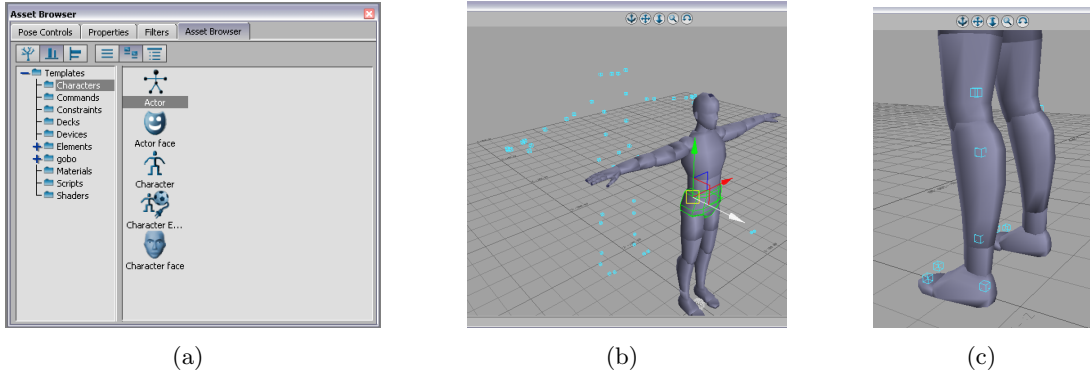 Asset Browser
Pose Controls Properties Filters Asset Browser
Templates
Characters
Commands
Constraints
Decks
Devices
Elements
gobo
Materials
Scripts
Shaders
Actor
Actor face
Character
Character E...
Character face
(a)
(b)
(c)